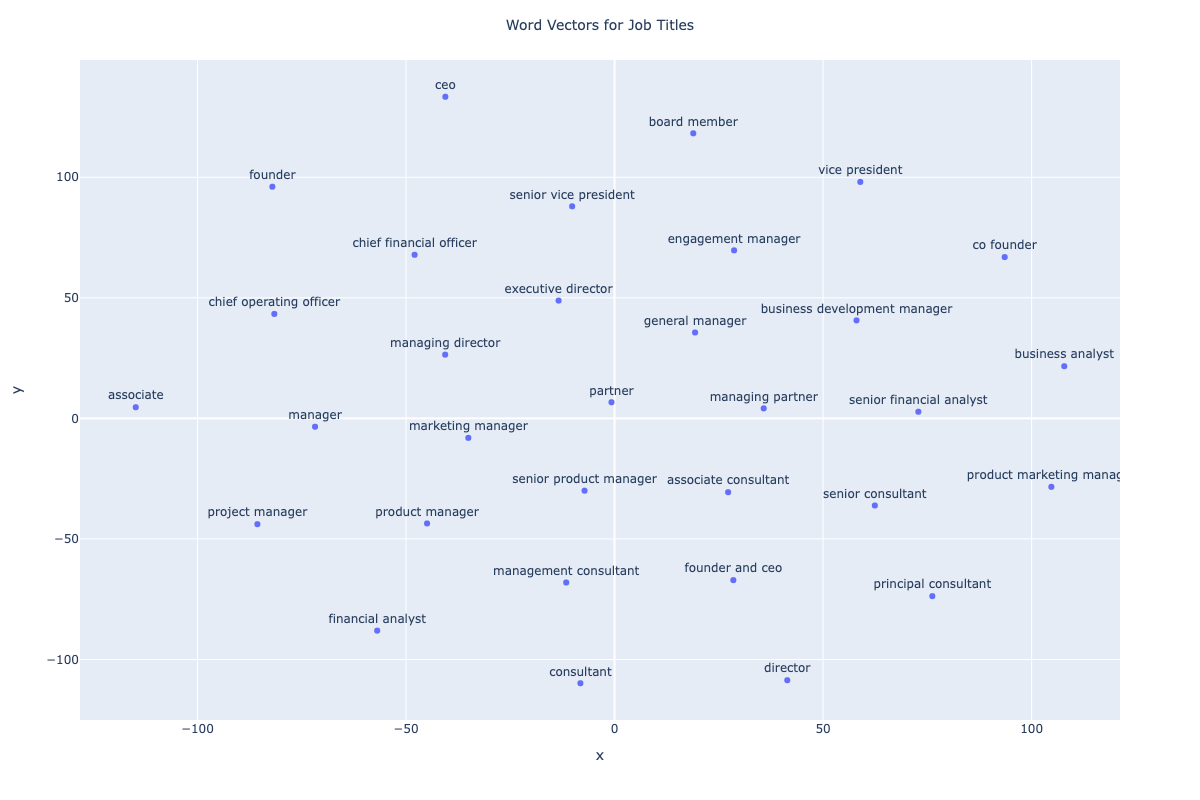 Word Vectors for Job Titles
ceo
board member
vice president
founder
senior vice president
engagement manager
chief financial officer
co founder
executive director
chief operating officer
business development manager
general manager
managing director
business analyst
partner
associate
managing partner
senior financial analyst
manager
marketing manager
product marketing manag
senior product manager
associate consultant
senior consultant
project manager
product manager
founder and ceo
management consultant
principal consultant
financial analyst
director
consultant
100
50
0
−50
−100
y
−100
−50
0
50
100
x